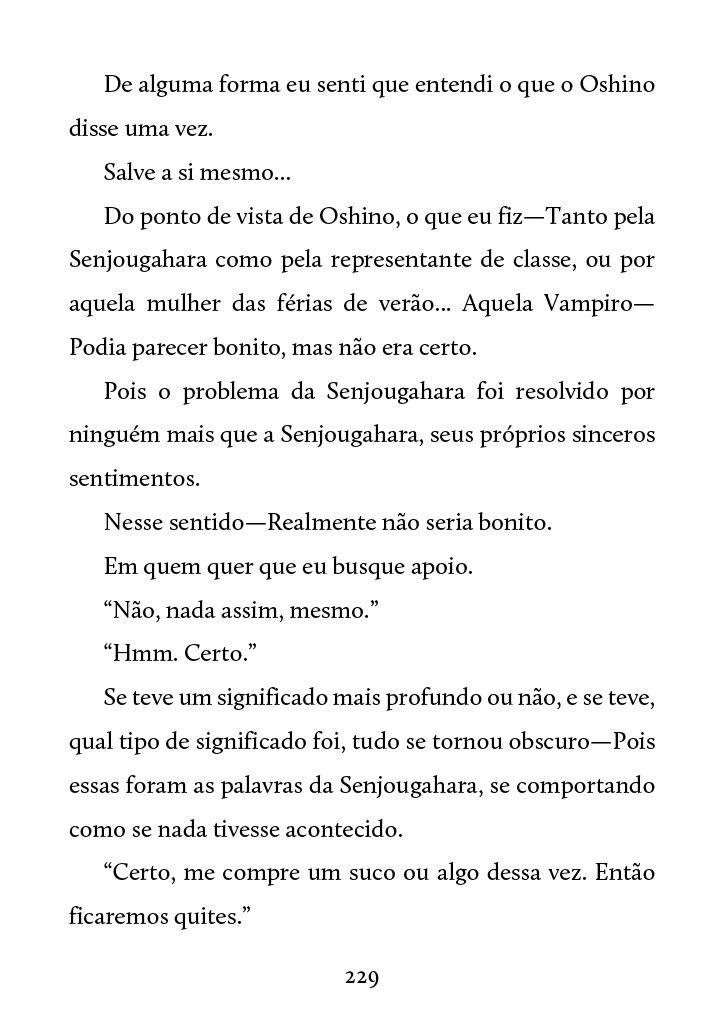 De alguma forma eu senti que entendi o que o Oshino
disse uma vez.
Salve a si mesmo...
Do ponto de vista de Oshino, o que eu fiz—Tanto pela
Senjougahara como pela representante de classe, ou por
aquela mulher das férias de verão... Aquela Vampiro—
Podia parecer bonito, mas não era certo.
Pois o problema da Senjougahara foi resolvido por
ninguém mais que a Senjougahara, seus próprios sinceros
sentimentos.
Nesse sentido—Realmente não seria bonito.
Em quem quer que eu busque apoio.
“Não, nada assim, mesmo.”
“Hmm. Certo.”
Se teve um significado mais profundo ou não, e se teve,
qual tipo de significado foi, tudo se tornou obscuro—Pois
essas foram as palavras da Senjougahara, se comportando
como se nada tivesse acontecido.
“Certo, me compre um suco ou algo dessa vez. Então
ficaremos quites.”
229